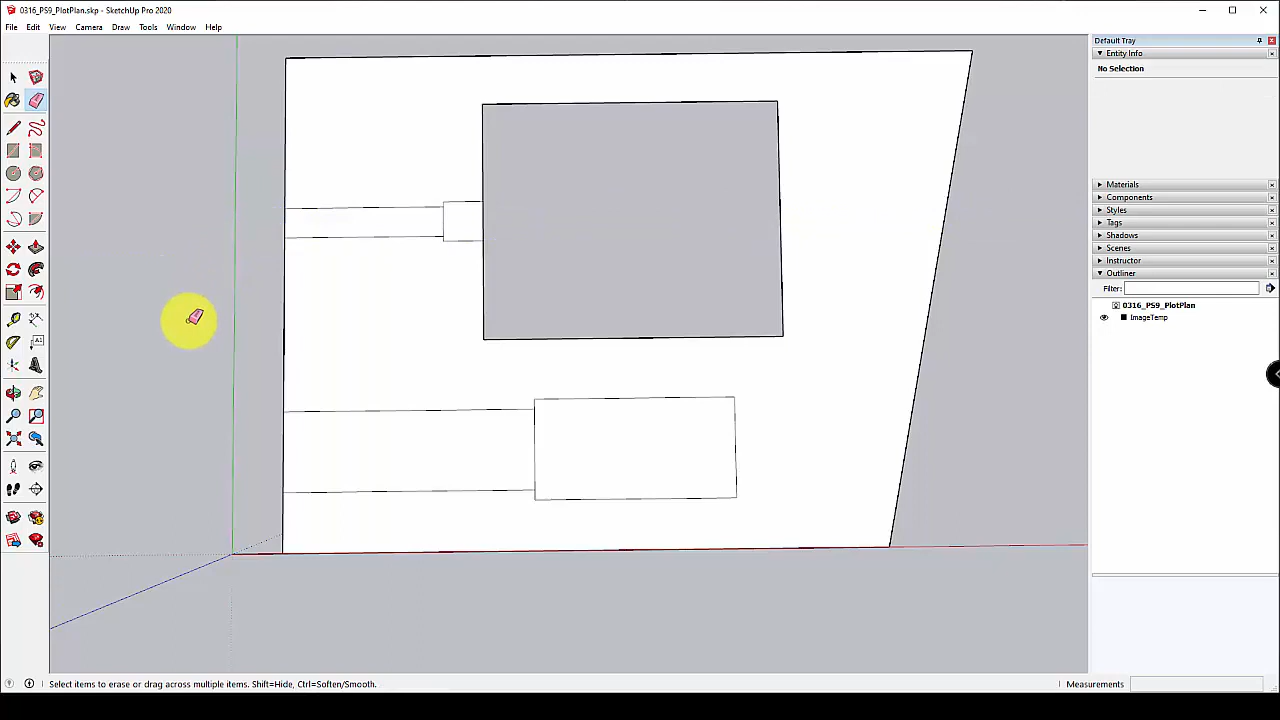 0316_PS9_PlotPlan.skp - SketchUp Pro 2020
File Edit View Camera Draw Tools Window Help
Default Tray
Entity Info
No Selection
Materials
Components
Styles
Tags
Shadows
Scenes
Instructor
Outliner
Filter:
0316_PS9_PlotPlan
ImageTemp
Select items to erase or drag across multiple items. Shift=Hide, Ctrl=Soften/Smooth.
Measurements